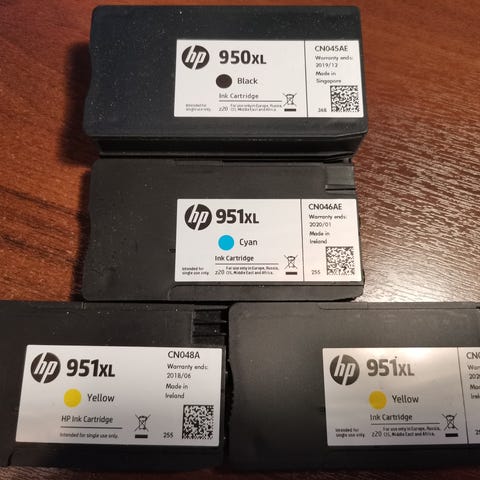 hp 950XL
Black
Ink Cartridge
Intended for single use only.
z20 For use only in Europe, Russia, CIS, Middle East and Africa.
CN045AE
Warranty ends:
2019/12
Made in
Singapore
36E
hp 951XL
Cyan
Ink Cartridge
Intended for single use only.
z20 For use only in Europe, Russia, CIS, Middle East and Africa.
CN046AE
Warranty ends:
2020/01
Made in
Ireland
255
hp 951XL
Yellow
HP Ink Cartridge
Intended for single use only.
CN048A
Warranty ends:
2018/06
Made in
Ireland
255
hp 951XL
Yellow
Ink Cartridge
Intended for single use only.
z20 For use only in Europe, Russia, CIS, Middle East and Africa.
255